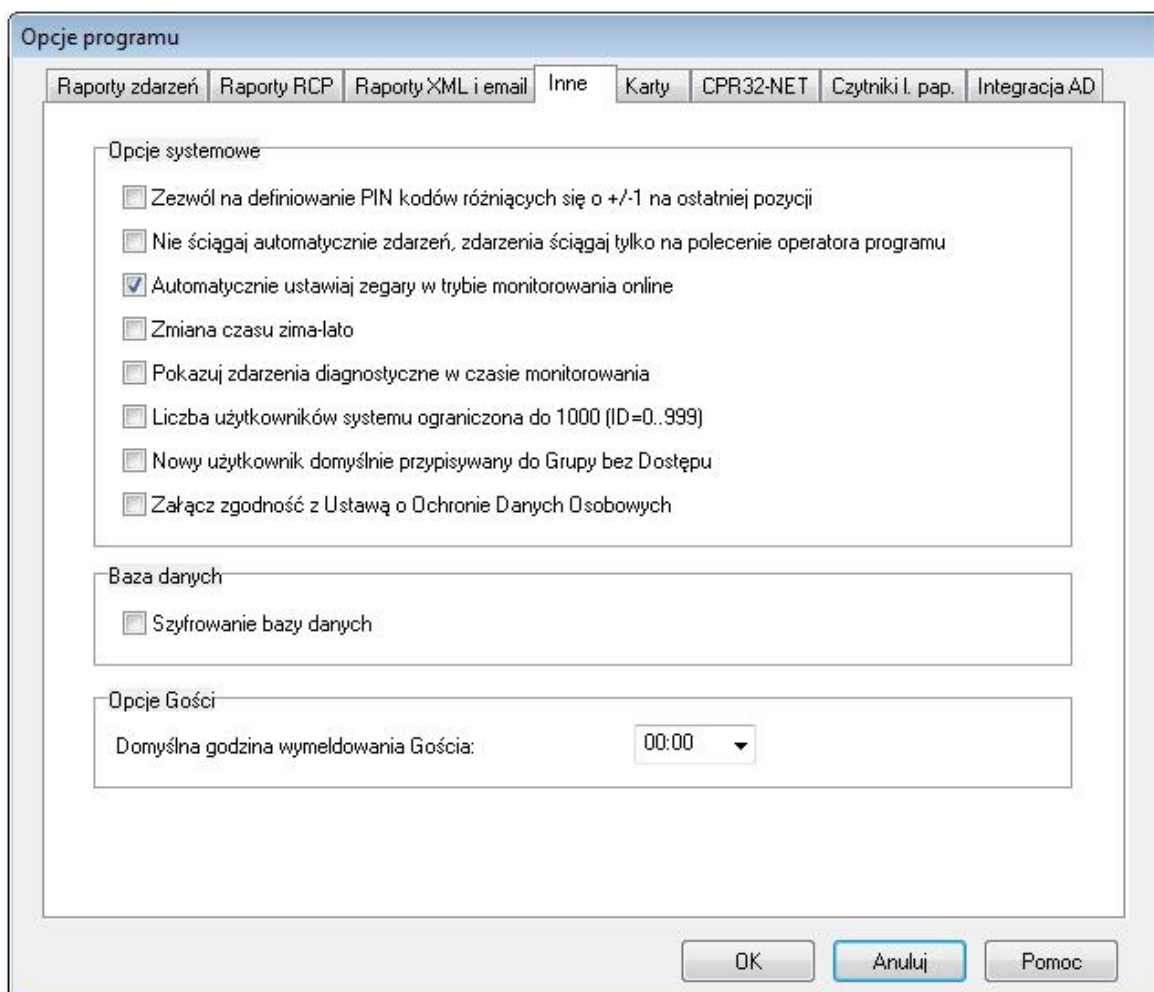 Opcje programu
Raporty zdarzeń Raporty RCP Raporty XML i email Inne Karty CPR32-NET Czytniki l. pap. Integracja AD
Opcje systemowe
Zezwól na definiowanie PIN kodów różniących się o +/-1 na ostatniej pozycji
Nie ściągaj automatycznie zdarzeń, zdarzenia ściągaj tylko na polecenie operatora programu
Automatycznie ustawiaj zegary w trybie monitorowania online
Zmiana czasu zima-lato
Pokazuj zdarzenia diagnostyczne w czasie monitorowania
Liczba użytkowników systemu ograniczona do 1000 (ID=0..999)
Nowy użytkownik domyślnie przypisywany do Grupy bez Dostępu
Załącz zgodność z Ustawą o Ochronie Danych Osobowych
Baza danych
Szyfrowanie bazy danych
Opcje Gości
Domyślna godzina wymeldowania Gościa: 00:00
OK Anuluj Pomoc